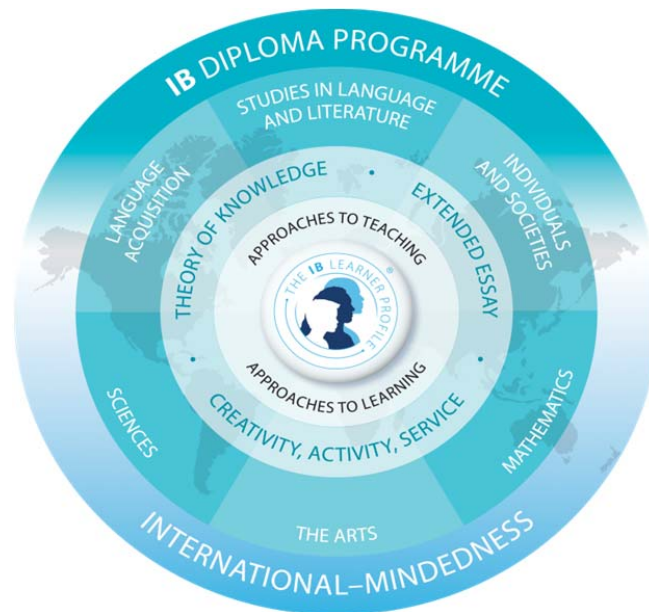 IB DIPLOMA PROGRAMME
STUDIES IN LANGUAGE
AND LITERATURE
LANGUAGE
ACQUISITION
INDIVIDUALS
AND SOCIETIES
THEORY OF KNOWLEDGE
•
EXTENDED ESSAY
•
APPROACHES TO TEACHING
THE IB LEARNER PROFILE
®
APPROACHES TO LEARNING
•
CREATIVITY, ACTIVITY, SERVICE
SCIENCES
MATHEMATICS
THE ARTS
INTERNATIONAL–MINDEDNESS